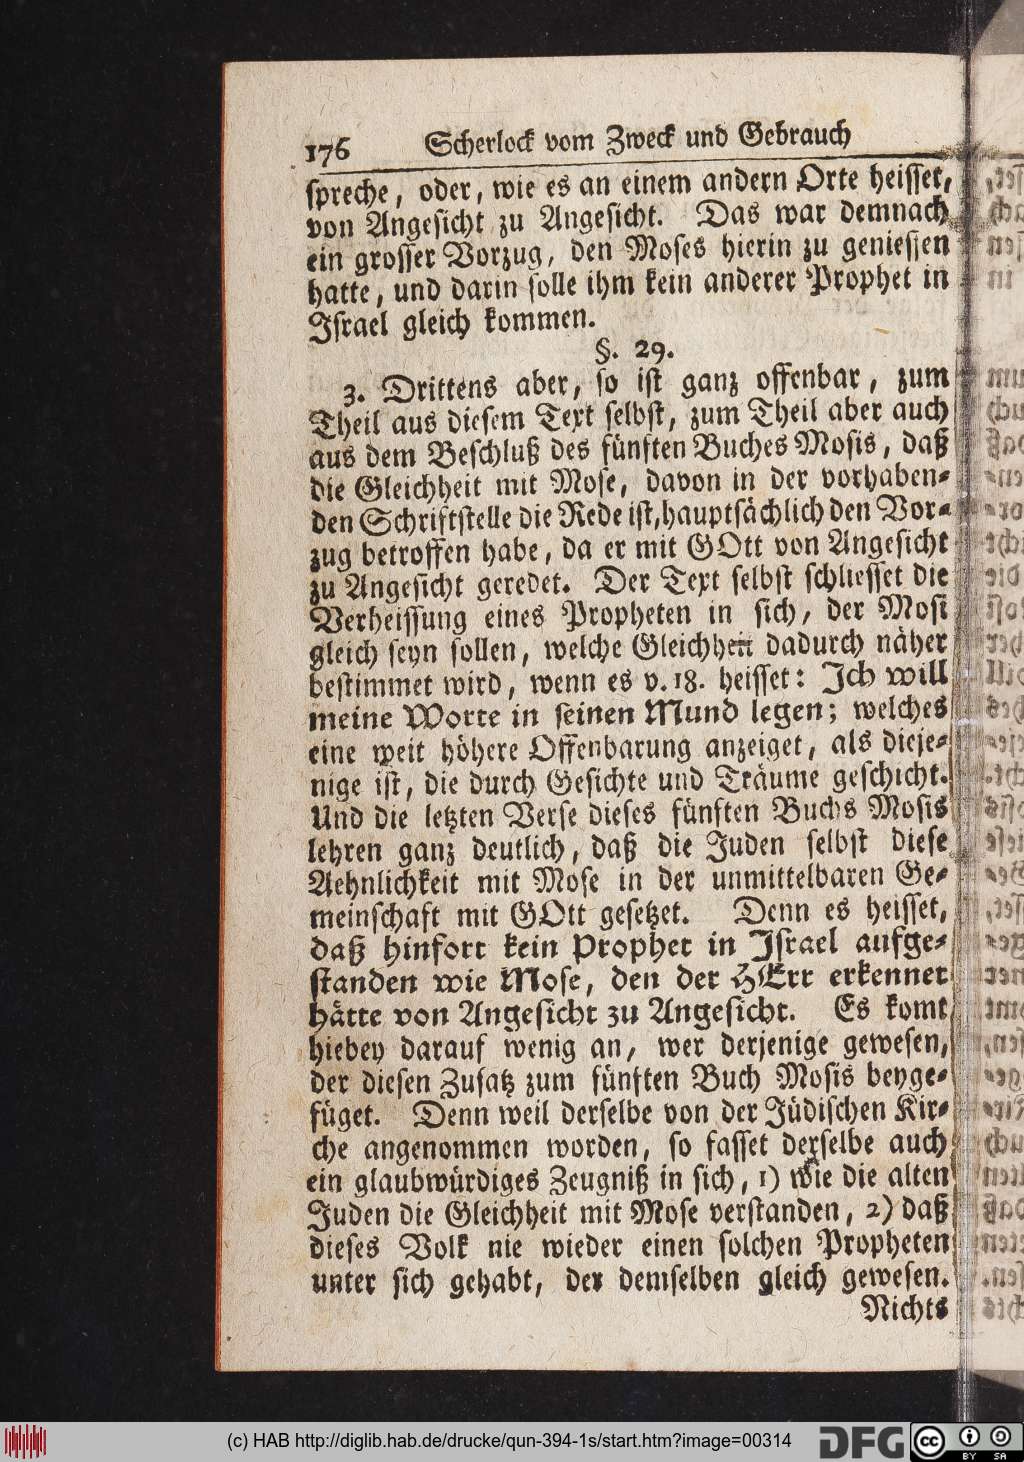 176 Scherlock vom Zweck und Gebrauch
spreche, oder, wie es an einem andern Orte heisset,
von Angesicht zu Angesicht. Das war demnach
ein grosser Vorzug, den Moses hierin zu geniessen
hatte, und darin solle ihm kein anderer Prophet in
Israel gleich kommen.
§. 29.
3. Drittens aber, so ist ganz offenbar, zum
Theil aus diesem Text selbst, zum Theil aber auch
aus dem Beschluß des fünften Buches Mosis, daß
die Gleichheit mit Mose, davon in der vorhaben-
den Schriftstelle die Rede ist, hauptsächlich den Vor-
zug betroffen habe, da er mit GOtt von Angesicht
zu Angesicht geredet. Der Text selbst schliesset die
Verheissung eines Propheten in sich, der Mosi
gleich seyn sollen, welche Gleichheit dadurch näher
bestimmet wird, wenn es v. 18. heisset: Ich will
meine Worte in seinen Mund legen; welches
eine weit höhere Offenbarung anzeiget, als dieje-
nige ist, die durch Gesichte und Träume geschicht.
Und die letzten Verse dieses fünften Buchs Mosis
lehren ganz deutlich, daß die Juden selbst diese
Aehnlichkeit mit Mose in der unmittelbaren Ge-
meinschaft mit GOtt gesetzet. Denn es heisset,
daß hinfort kein Prophet in Israel aufge-
standen wie Mose, den der HErr erkennet
hätte von Angesicht zu Angesicht. Es komt
hiebey darauf wenig an, wer derjenige gewesen,
der diesen Zusatz zum fünften Buch Mosis beyge-
füget. Denn weil derselbe von der Jüdischen Kir-
che angenommen worden, so fasset derselbe auch
ein glaubwürdiges Zeugniß in sich, 1) wie die alten
Juden die Gleichheit mit Mose verstanden, 2) daß
dieses Volk nie wieder einen solchen Propheten
unter sich gehabt, der demselben gleich gewesen.
Nichts
(c) HAB http://diglib.hab.de/drucke/qun-394-1s/start.htm?image=00314
DFG
cc BY SA